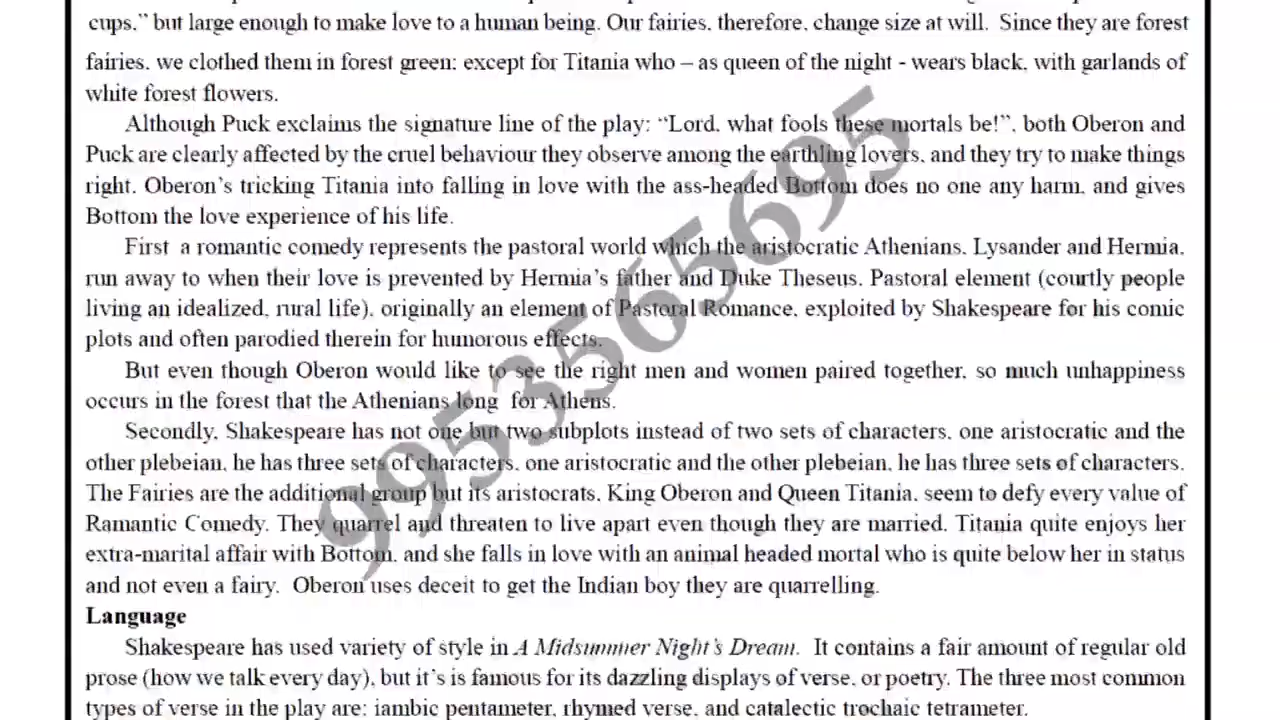 cups,” but large enough to make love to a human being. Our fairies, therefore, change size at will. Since they are forest
fairies, we clothed them in forest green; except for Titania who – as queen of the night - wears black, with garlands of
white forest flowers.
Although Puck exclaims the signature line of the play: “Lord, what fools these mortals be!”, both Oberon and
Puck are clearly affected by the cruel behaviour they observe among the earthling lovers, and they try to make things
right. Oberon’s tricking Titania into falling in love with the ass-headed Bottom does no one any harm, and gives
Bottom the love experience of his life.
First a romantic comedy represents the pastoral world which the aristocratic Athenians, Lysander and Hermia,
run away to when their love is prevented by Hermia’s father and Duke Theseus. Pastoral element (courtly people
living an idealized, rural life), originally an element of Pastoral Romance, exploited by Shakespeare for his comic
plots and often parodied therein for humorous effects.
But even though Oberon would like to see the right men and women paired together, so much unhappiness
occurs in the forest that the Athenians long for Athens.
Secondly, Shakespeare has not one but two subplots instead of two sets of characters, one aristocratic and the
other plebeian, he has three sets of characters, one aristocratic and the other plebeian, he has three sets of characters.
The Fairies are the additional group but its aristocrats, King Oberon and Queen Titania, seem to defy every value of
Ramantic Comedy. They quarrel and threaten to live apart even though they are married. Titania quite enjoys her
extra-marital affair with Bottom, and she falls in love with an animal headed mortal who is quite below her in status
and not even a fairy. Oberon uses deceit to get the Indian boy they are quarrelling.
Language
Shakespeare has used variety of style in A Midsummer Night’s Dream. It contains a fair amount of regular old
prose (how we talk every day), but it’s is famous for its dazzling displays of verse, or poetry. The three most common
types of verse in the play are: iambic pentameter, rhymed verse, and catalectic trochaic tetrameter.
9953565695